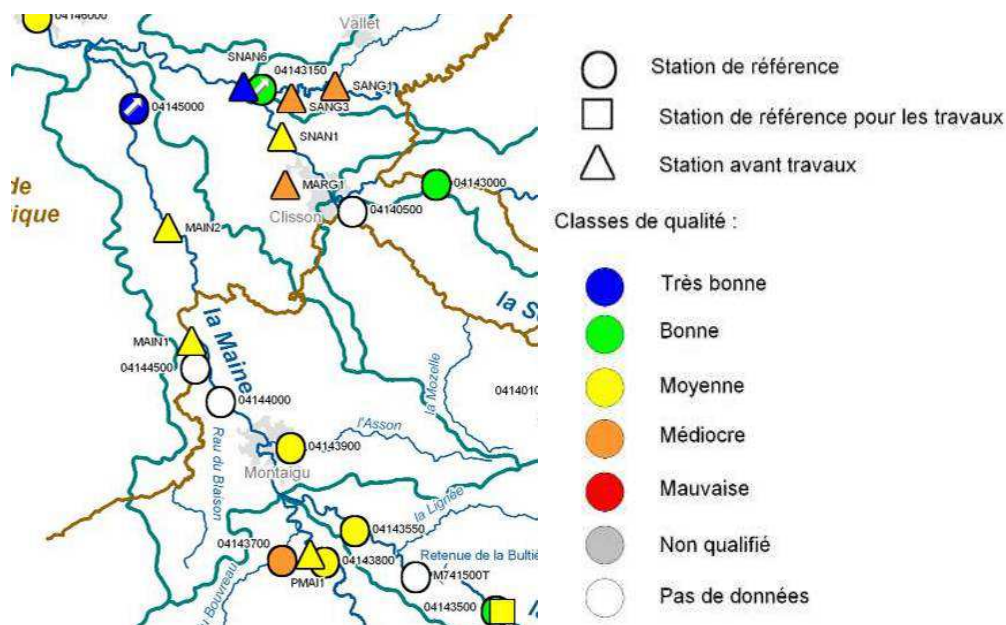 04146000
Vallet
SNAN6
04143150
SANG1
04145000
SANG3
SNAN1
de
ique
MARG1
04143000
Clisson
04140500
MAIN2
la S
la Maine
MAIN1
04144500
04144000
la Mozelle
0414010
l'Asson
04143900
Montaigu
Rau du Blaison
la Lignée
04143550
04143700
04143800
Retenue de la Bultiè
PMAI1
M741500T
u Bouvreau
04143500
la
Station de référence
Station de référence pour les travaux
Station avant travaux
Classes de qualité :
Très bonne
Bonne
Moyenne
Médiocre
Mauvaise
Non qualifié
Pas de données